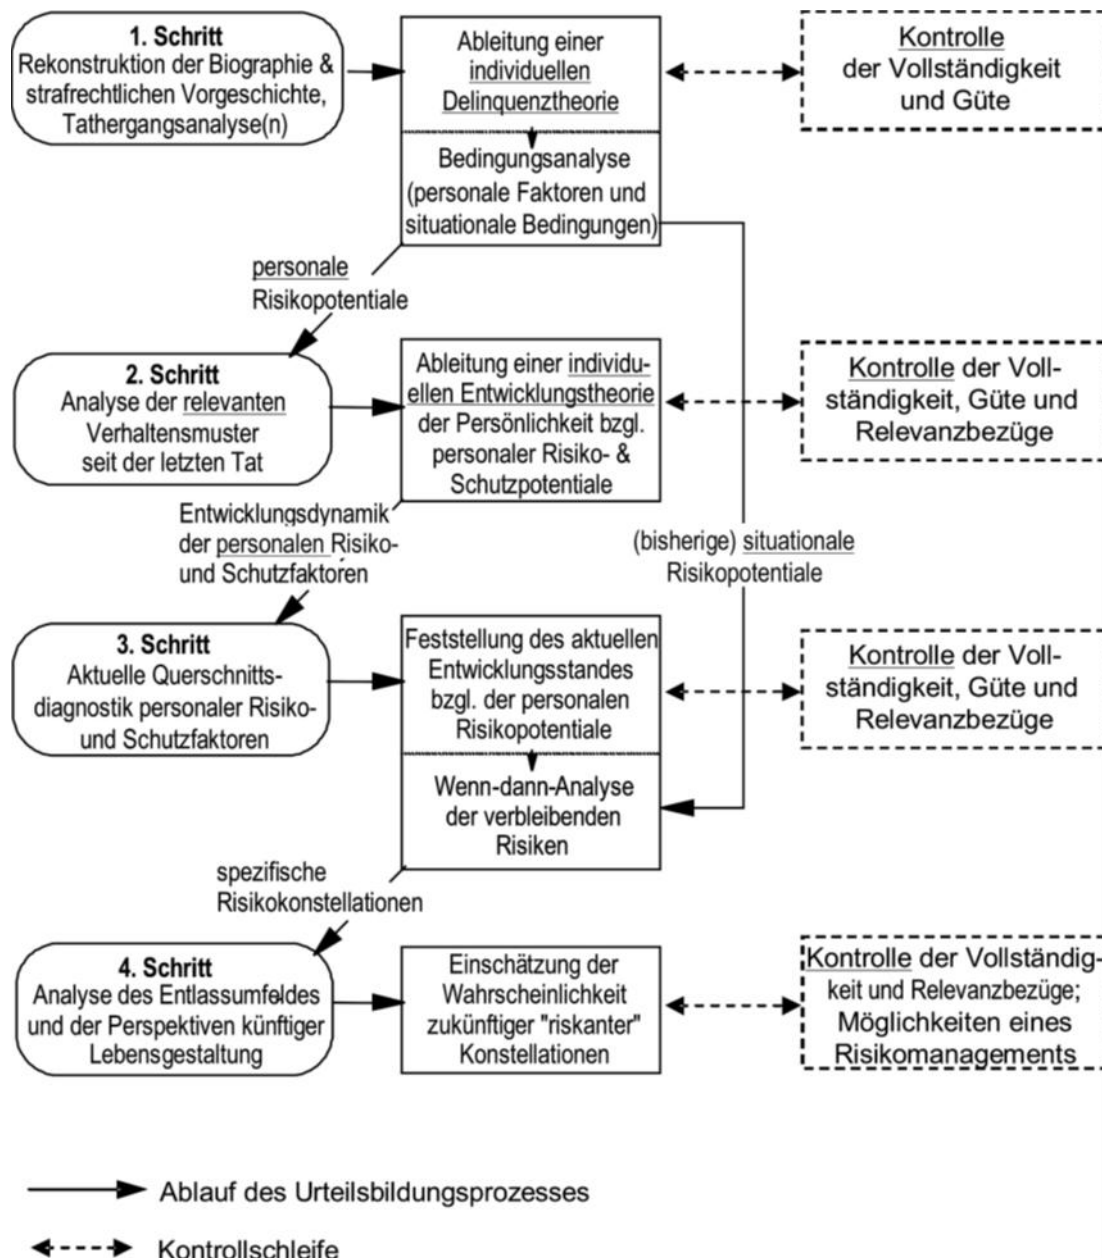 1. Schritt
Rekonstruktion der Biographie &
strafrechtlichen Vorgeschichte,
Tathergangsanalyse(n)
Ableitung einer
individuellen
Delinquenztheorie
Bedingungsanalyse
(personale Faktoren und
situationale Bedingungen)
Kontrolle
der Vollständigkeit
und Güte
personale
Risikopotentiale
2. Schritt
Analyse der relevanten
Verhaltensmuster
seit der letzten Tat
Ableitung einer individu-
ellen Entwicklungstheorie
der Persönlichkeit bzgl.
personaler Risiko- &
Schutzpotentiale
Kontrolle der Voll-
ständigkeit, Güte und
Relevanzbezüge
Entwicklungsdynamik
der personalen Risiko-
und Schutzfaktoren
(bisherige) situationale
Risikopotentiale
3. Schritt
Aktuelle Querschnitts-
diagnostik personaler Risiko-
und Schutzfaktoren
Feststellung des aktuellen
Entwicklungsstandes
bzgl. der personalen
Risikopotentiale
Wenn-dann-Analyse
der verbleibenden
Risiken
Kontrolle der Voll-
ständigkeit, Güte und
Relevanzbezüge
spezifische
Risikokonstellationen
4. Schritt
Analyse des Entlassumfeldes
und der Perspektiven künftiger
Lebensgestaltung
Einschätzung der
Wahrscheinlichkeit
zukünftiger "riskanter"
Konstellationen
Kontrolle der Vollständig-
keit und Relevanzbezüge;
Möglichkeiten eines
Risikomanagements
Ablauf des Urteilsbildungsprozesses
Kontrollschleife